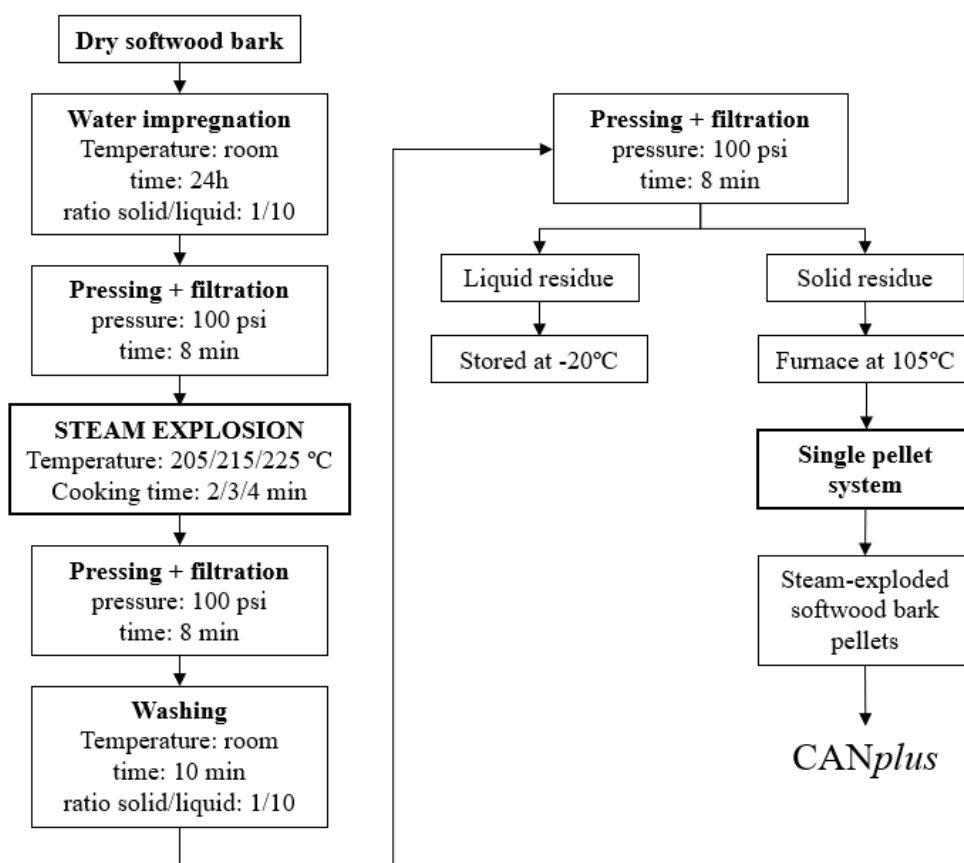 Dry softwood bark
Water impregnation
Temperature: room
time: 24h
ratio solid/liquid: 1/10
Pressing + filtration
pressure: 100 psi
time: 8 min
STEAM EXPLOSION
Temperature: 205/215/225 ºC
Cooking time: 2/3/4 min
Pressing + filtration
pressure: 100 psi
time: 8 min
Washing
Temperature: room
time: 10 min
ratio solid/liquid: 1/10
Pressing + filtration
pressure: 100 psi
time: 8 min
Liquid residue
Stored at -20ºC
Solid residue
Furnace at 105ºC
Single pellet
system
Steam-exploded
softwood bark
pellets
CANplus